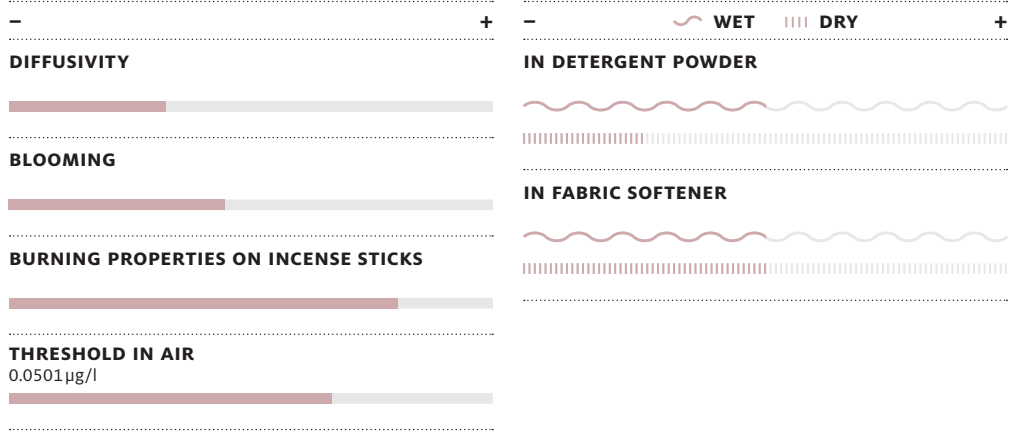 − +
DIFFUSIVITY
BLOOMING
BURNING PROPERTIES ON INCENSE STICKS
THRESHOLD IN AIR
0.0501µg/l
− WET DRY +
IN DETERGENT POWDER
IN FABRIC SOFTENER